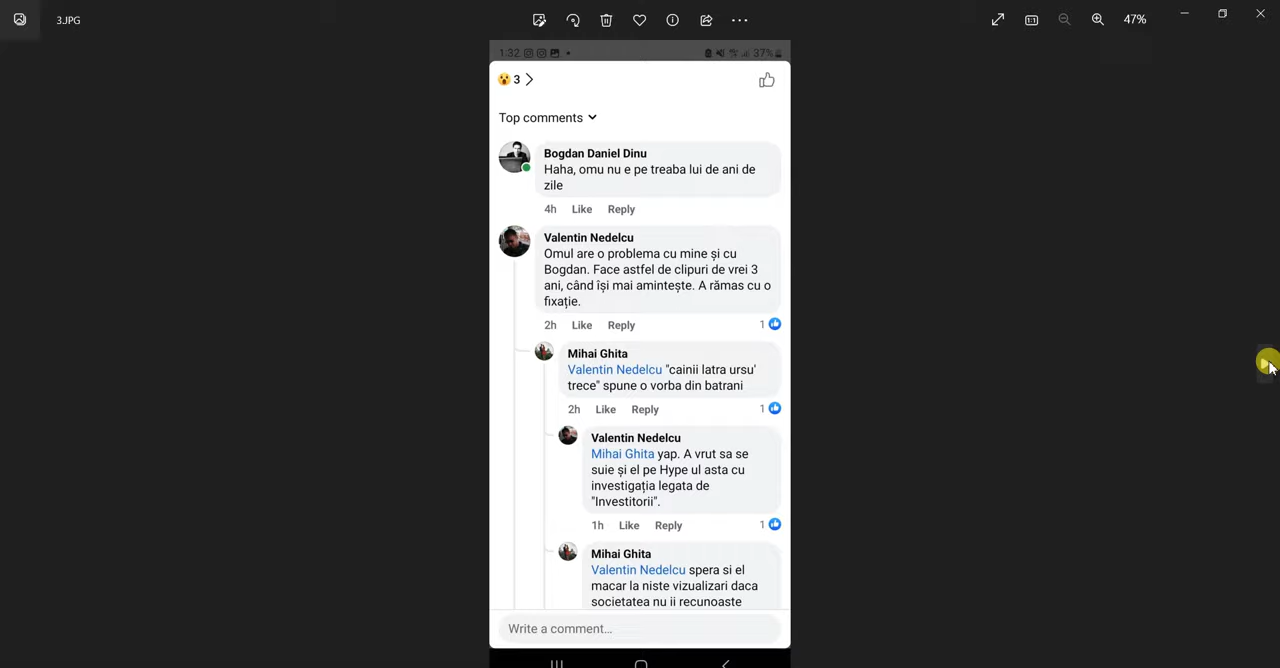 3.JPG
47%
1:32
37%
3
Top comments
Bogdan Daniel Dinu
Haha, omu nu e pe treaba lui de ani de
zile
4h Like Reply
Valentin Nedelcu
Omul are o problema cu mine și cu
Bogdan. Face astfel de clipuri de vrei 3
ani, când își mai amintește. A rămas cu o
fixație.
2h Like Reply 1
Mihai Ghita
Valentin Nedelcu "cainii latra ursu'
trece" spune o vorba din batrani
2h Like Reply 1
Valentin Nedelcu
Mihai Ghita yap. A vrut sa se
suie și el pe Hype ul asta cu
investigația legata de
"Investitorii".
1h Like Reply 1
Mihai Ghita
Valentin Nedelcu spera si el
macar la niste vizualizari daca
societatea nu ii recunoaste
Write a comment...